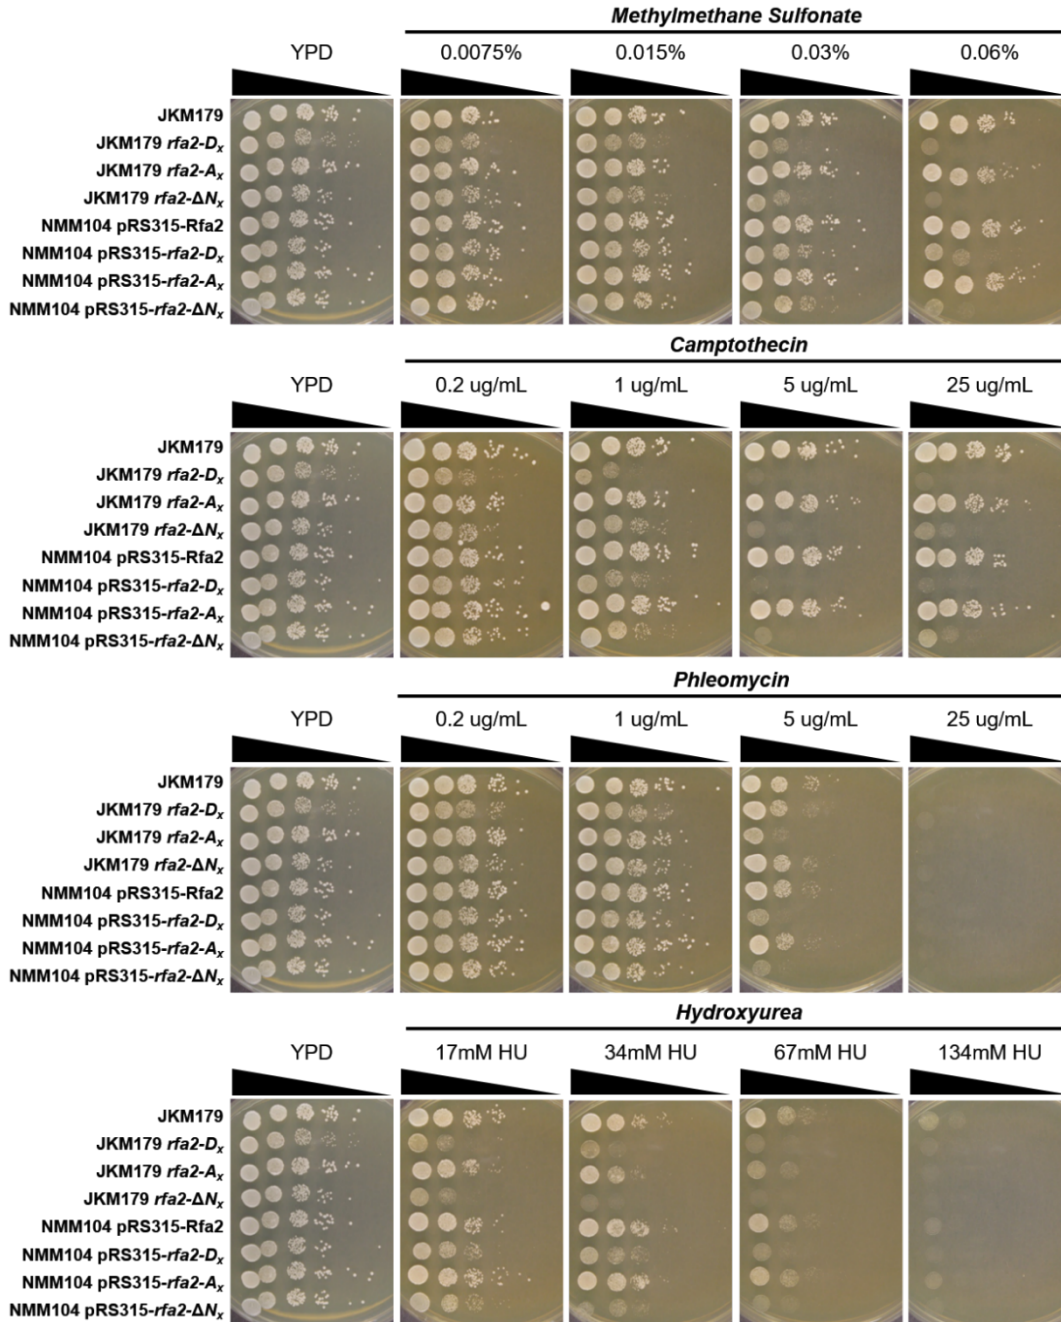 Methylmethane Sulfonate
YPD 0.0075% 0.015% 0.03% 0.06%
JKM179
JKM179 rfa2-Dx
JKM179 rfa2-Ax
JKM179 rfa2-ΔNx
NMM104 pRS315-Rfa2
NMM104 pRS315-rfa2-Dx
NMM104 pRS315-rfa2-Ax
NMM104 pRS315-rfa2-ΔNx
Camptothecin
YPD 0.2 ug/mL 1 ug/mL 5 ug/mL 25 ug/mL
JKM179
JKM179 rfa2-Dx
JKM179 rfa2-Ax
JKM179 rfa2-ΔNx
NMM104 pRS315-Rfa2
NMM104 pRS315-rfa2-Dx
NMM104 pRS315-rfa2-Ax
NMM104 pRS315-rfa2-ΔNx
Phleomycin
YPD 0.2 ug/mL 1 ug/mL 5 ug/mL 25 ug/mL
JKM179
JKM179 rfa2-Dx
JKM179 rfa2-Ax
JKM179 rfa2-ΔNx
NMM104 pRS315-Rfa2
NMM104 pRS315-rfa2-Dx
NMM104 pRS315-rfa2-Ax
NMM104 pRS315-rfa2-ΔNx
Hydroxyurea
YPD 17mM HU 34mM HU 67mM HU 134mM HU
JKM179
JKM179 rfa2-Dx
JKM179 rfa2-Ax
JKM179 rfa2-ΔNx
NMM104 pRS315-Rfa2
NMM104 pRS315-rfa2-Dx
NMM104 pRS315-rfa2-Ax
NMM104 pRS315-rfa2-ΔNx